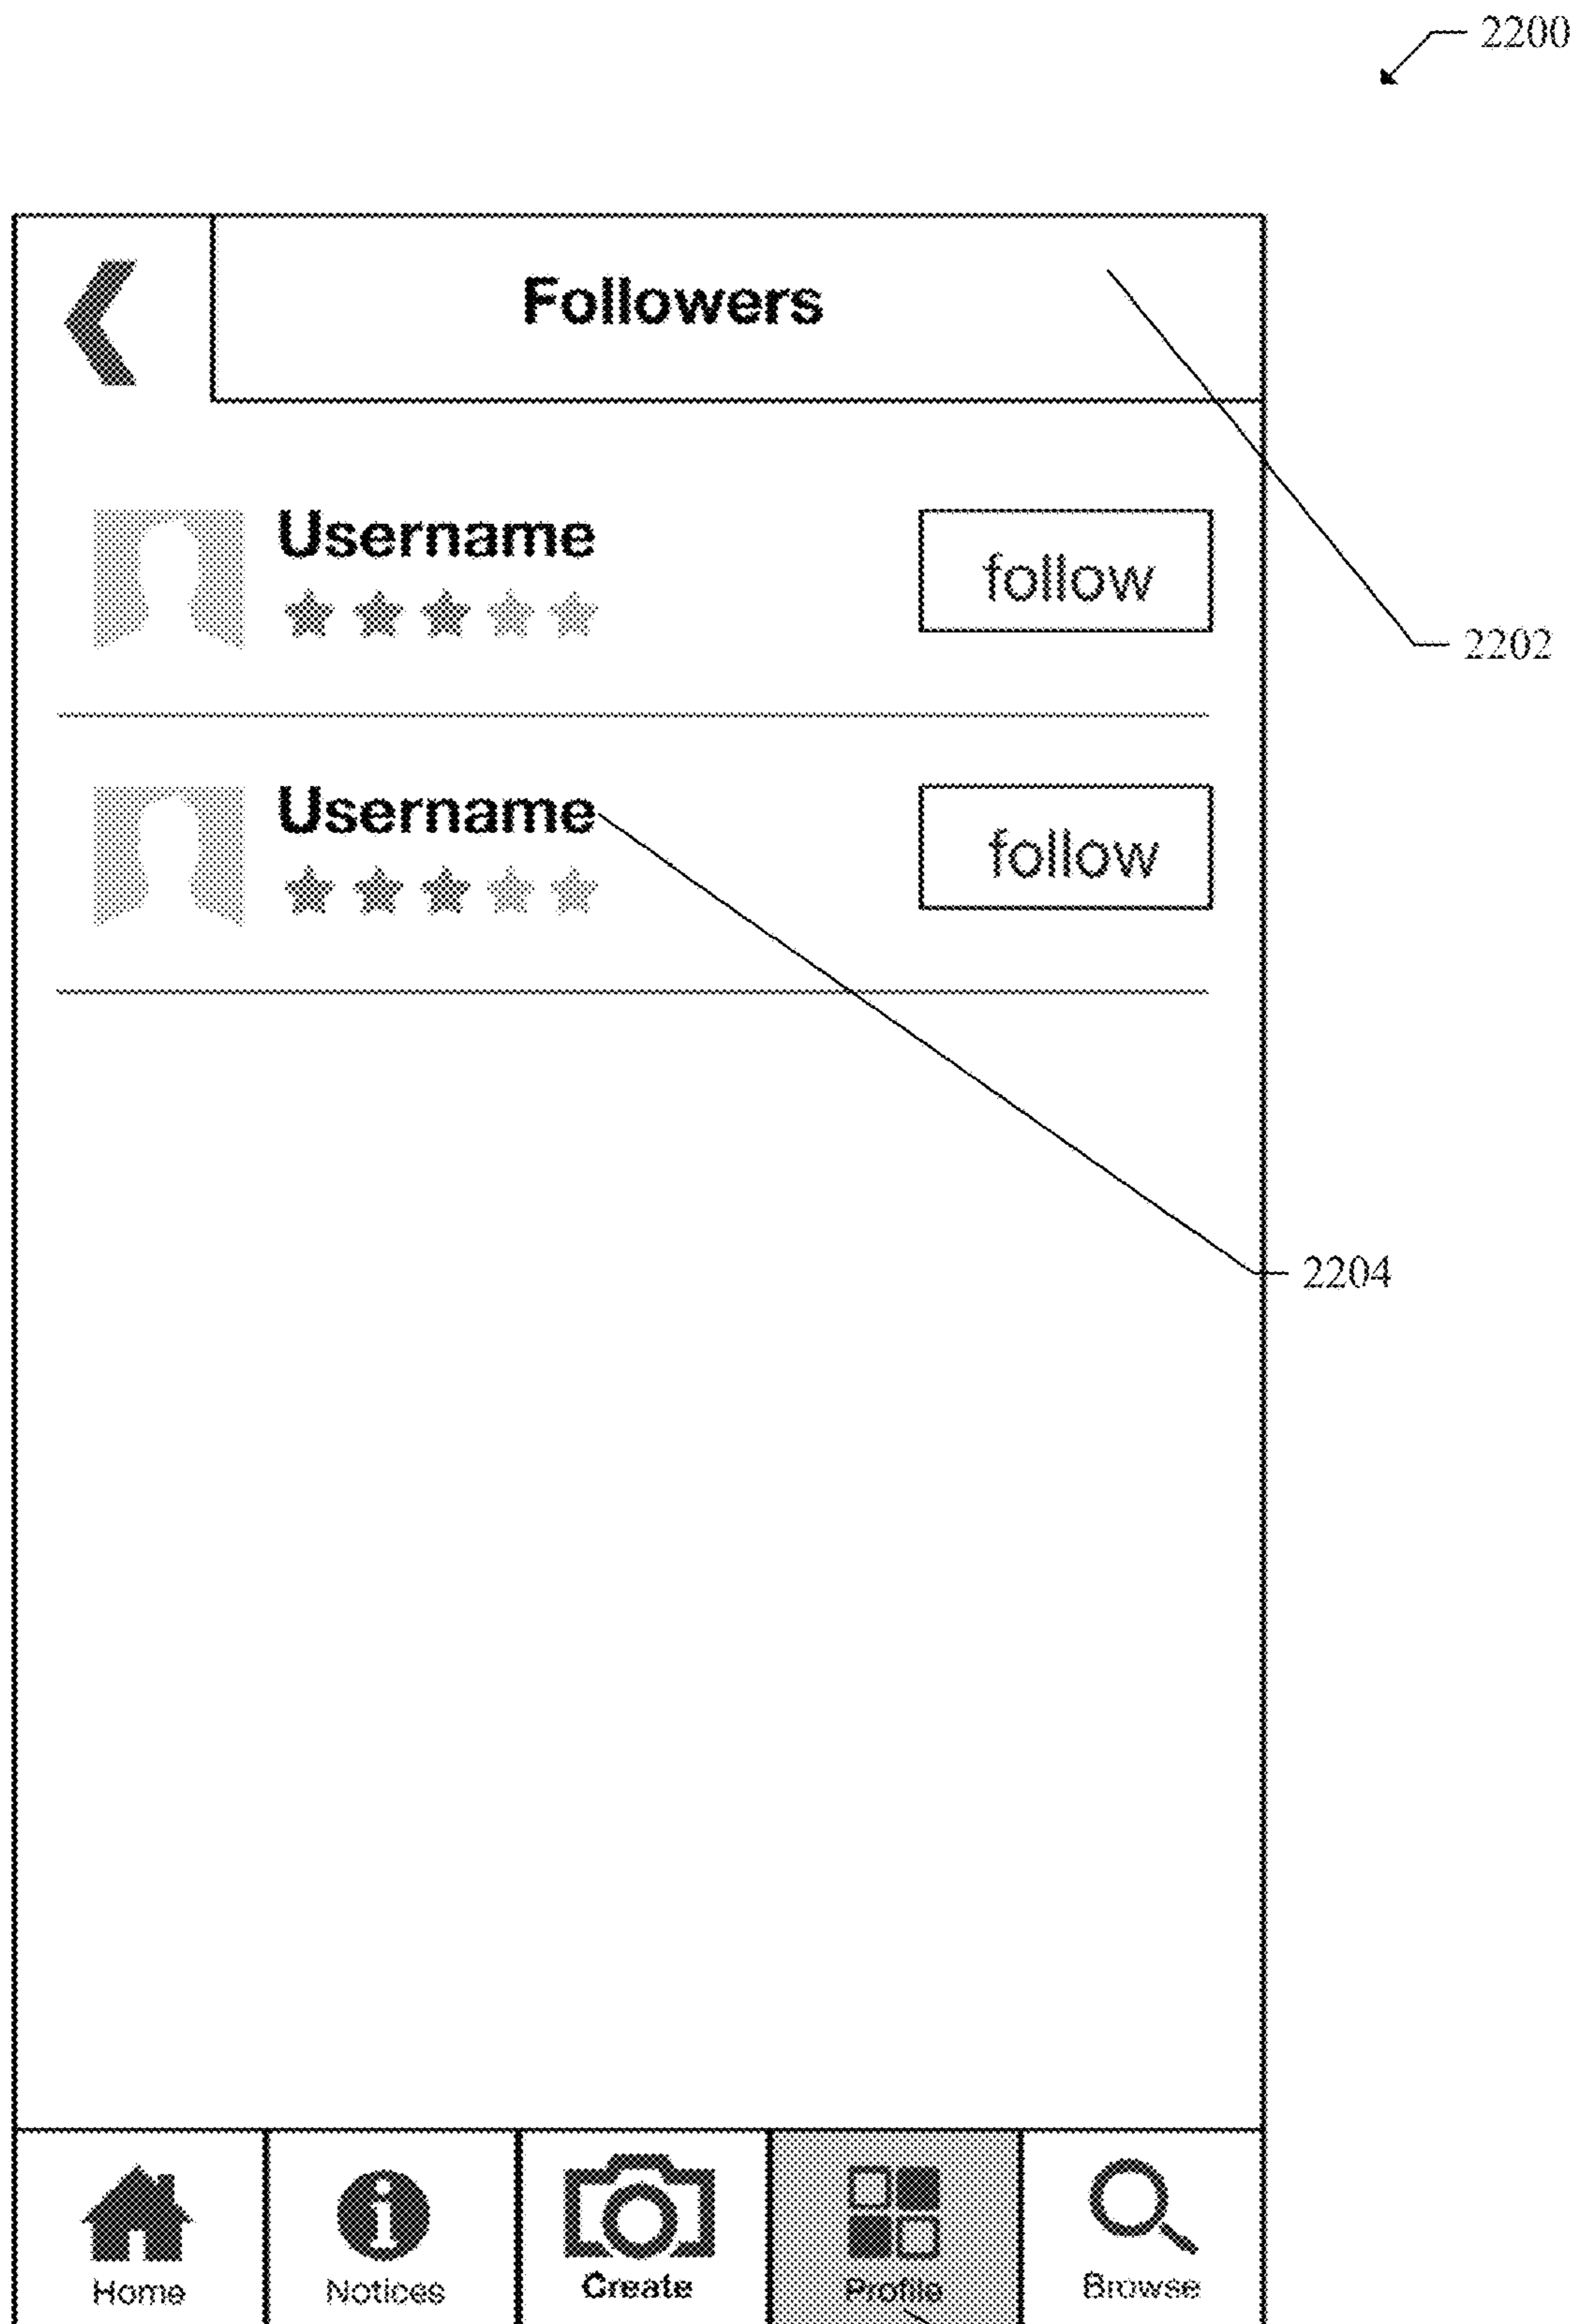 2200
Followers
Username
follow
2202
Username
follow
2204
Home
Notices
Create
Profile
Browse